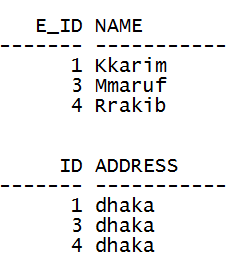 E_ID NAME
------- -----------
1 Kkarim
3 Mmaruf
4 Rrakib
ID ADDRESS
------- -----------
1 dhaka
3 dhaka
4 dhaka